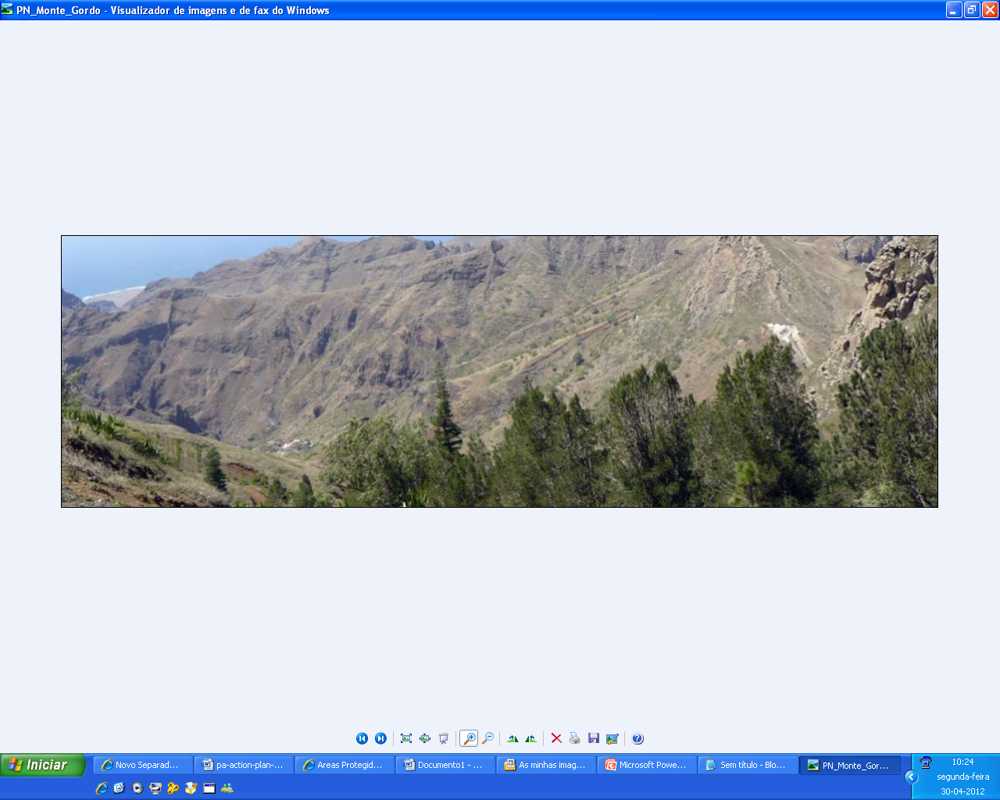 PN_Monte_Gordo - Visualizador de imagens e de fax do Windows
Iniciar
Novo Separad...
pa-action-plan-...
Areas Protegid...
Documento1 - ...
As minhas imag...
Microsoft Powe...
Sem título - Blo...
PN_Monte_Gor...
10:24
segunda-feira
30-04-2012